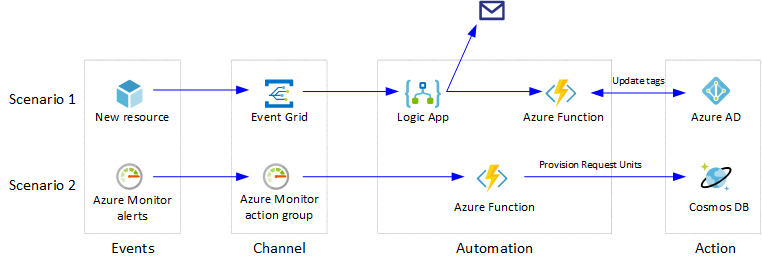 Scenario 1
New resource
Event Grid
Logic App
Azure Function
Update tags
Azure AD
Scenario 2
Azure Monitor
alerts
Azure Monitor
action group
Azure Function
Provision Request Units
Cosmos DB
Events
Channel
Automation
Action